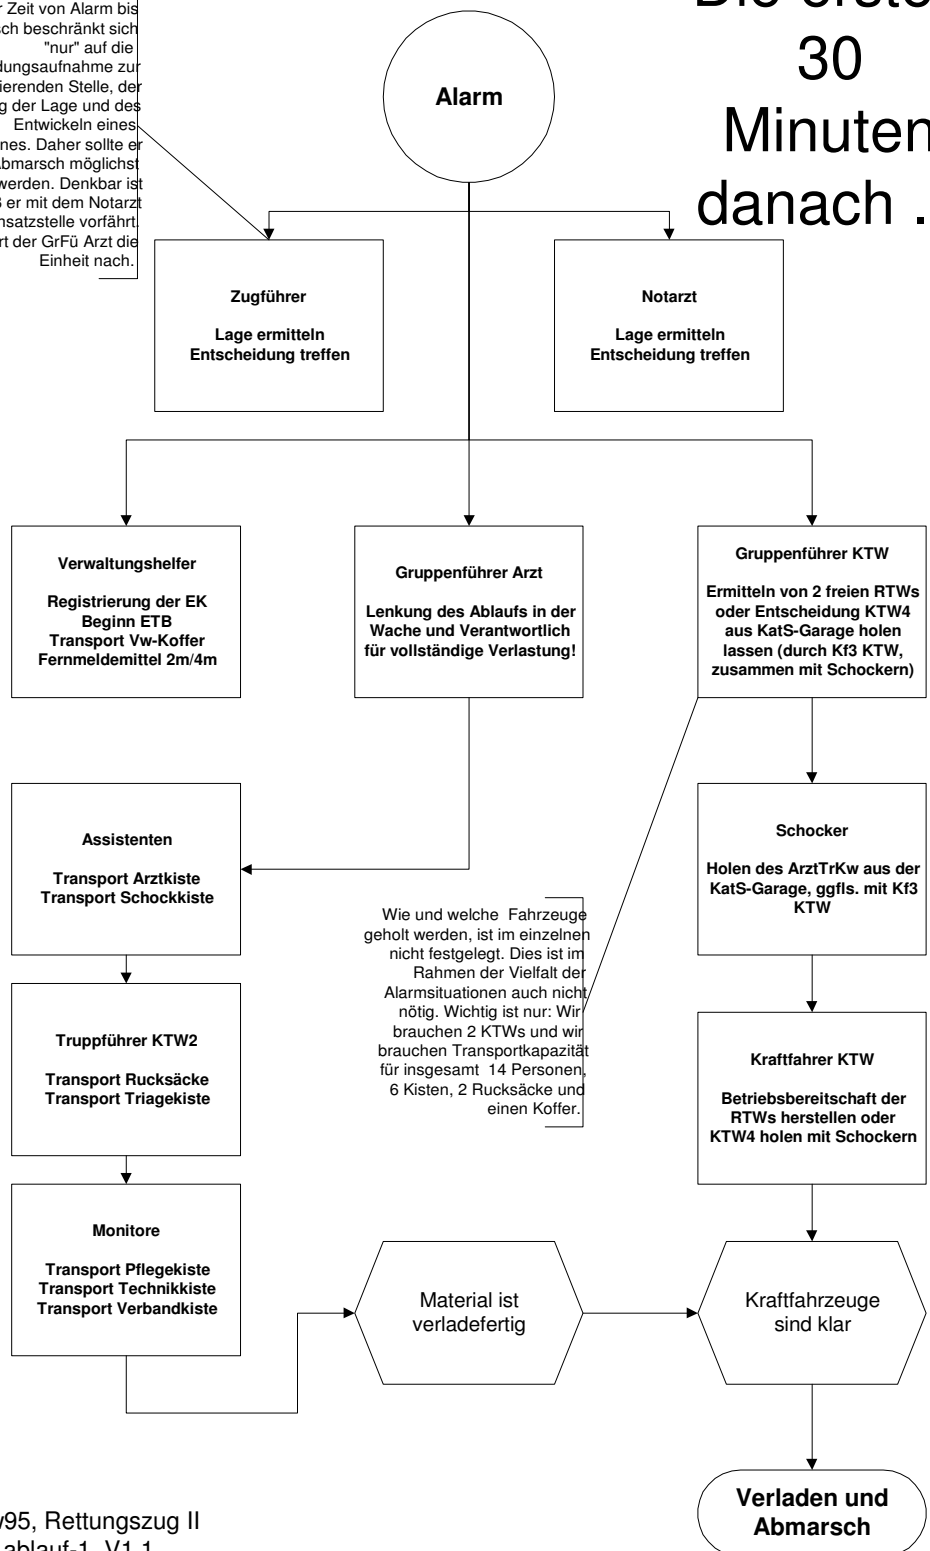 Zeit von Alarm bis
beschränkt sich
"nur" auf die
zur
Stelle, der
der Lage und des
Entwickeln eines
Daher sollte er
möglichst
werden. Denkbar ist
er mit dem Notarzt
vorfährt.
der GrFü Arzt die
Einheit nach.
Alarm
Die erste
30
Minuten
danach .
Zugführer
Lage ermitteln
Entscheidung treffen
Notarzt
Lage ermitteln
Entscheidung treffen
Verwaltungshelfer
Registrierung der EK
Beginn ETB
Transport Vw-Koffer
Fernmeldemittel 2m/4m
Gruppenführer Arzt
Lenkung des Ablaufs in der
Wache und Verantwortlich
für vollständige Verlastung!
Gruppenführer KTW
Ermitteln von 2 freien RTWs
oder Entscheidung KTW4
aus KatS-Garage holen
lassen (durch Kf3 KTW,
zusammen mit Schockern)
Assistenten
Transport Arztkiste
Transport Schockkiste
Schocker
Holen des ArztTrKw aus der
KatS-Garage, ggfls. mit Kf3
KTW
Wie und welche Fahrzeuge
geholt werden, ist im einzelnen
nicht festgelegt. Dies ist im
Rahmen der Vielfalt der
Alarmsituationen auch nicht
nötig. Wichtig ist nur: Wir
brauchen 2 KTWs und wir
brauchen Transportkapazität
für insgesamt 14 Personen,
6 Kisten, 2 Rucksäcke und
einen Koffer.
Truppführer KTW2
Transport Rucksäcke
Transport Triagekiste
Kraftfahrer KTW
Betriebsbereitschaft der
RTWs herstellen oder
KTW4 holen mit Schockern
Monitore
Transport Pflegekiste
Transport Technikkiste
Transport Verbandkiste
Material ist
verladefertig
Kraftfahrzeuge
sind klar
Verladen und
Abmarsch
95, Rettungszug II
ablauf-1, V1.1